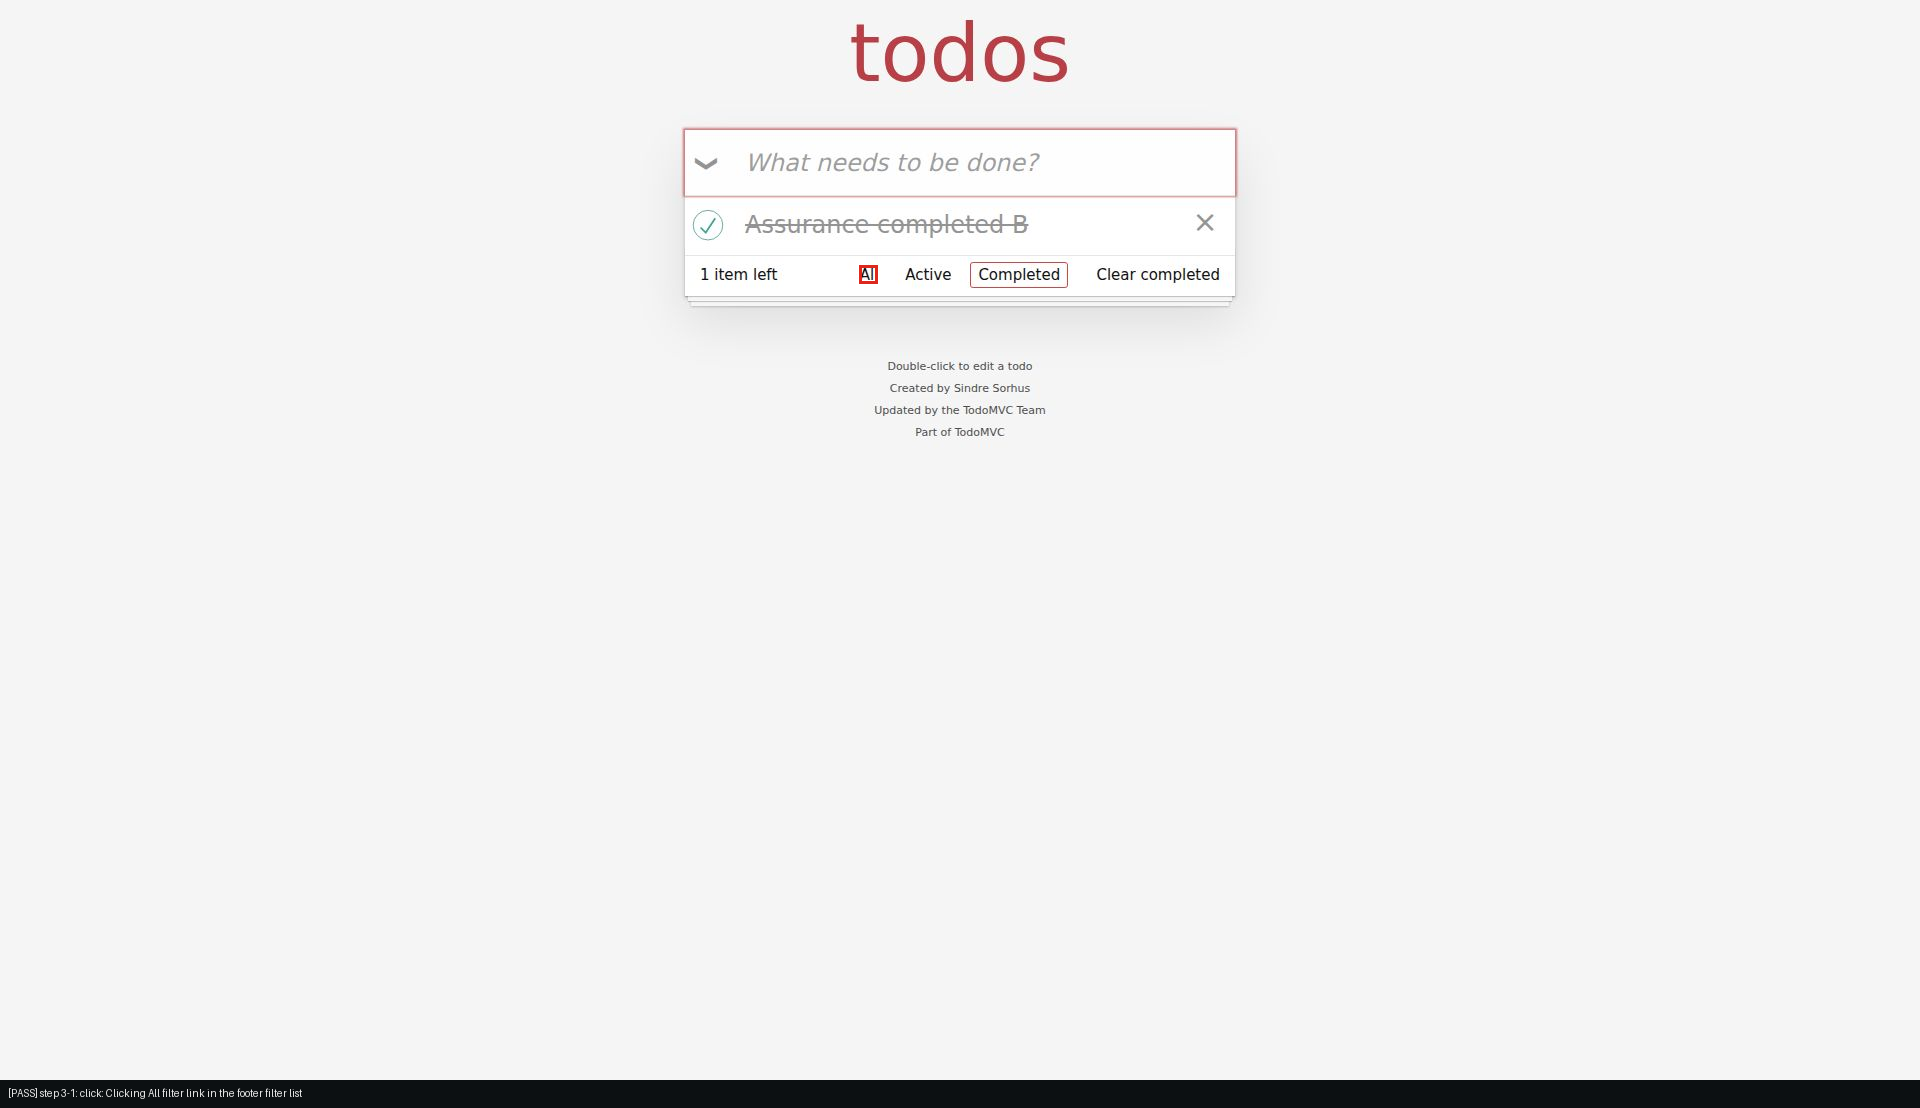 todos
What needs to be done?
Assurance completed B
1 item left All Active Completed Clear completed
Double-click to edit a todo
Created by Sindre Sorhus
Updated by the TodoMVC Team
Part of TodoMVC
[PASS] step 3-1: click: Clicking All filter link in the footer filter list